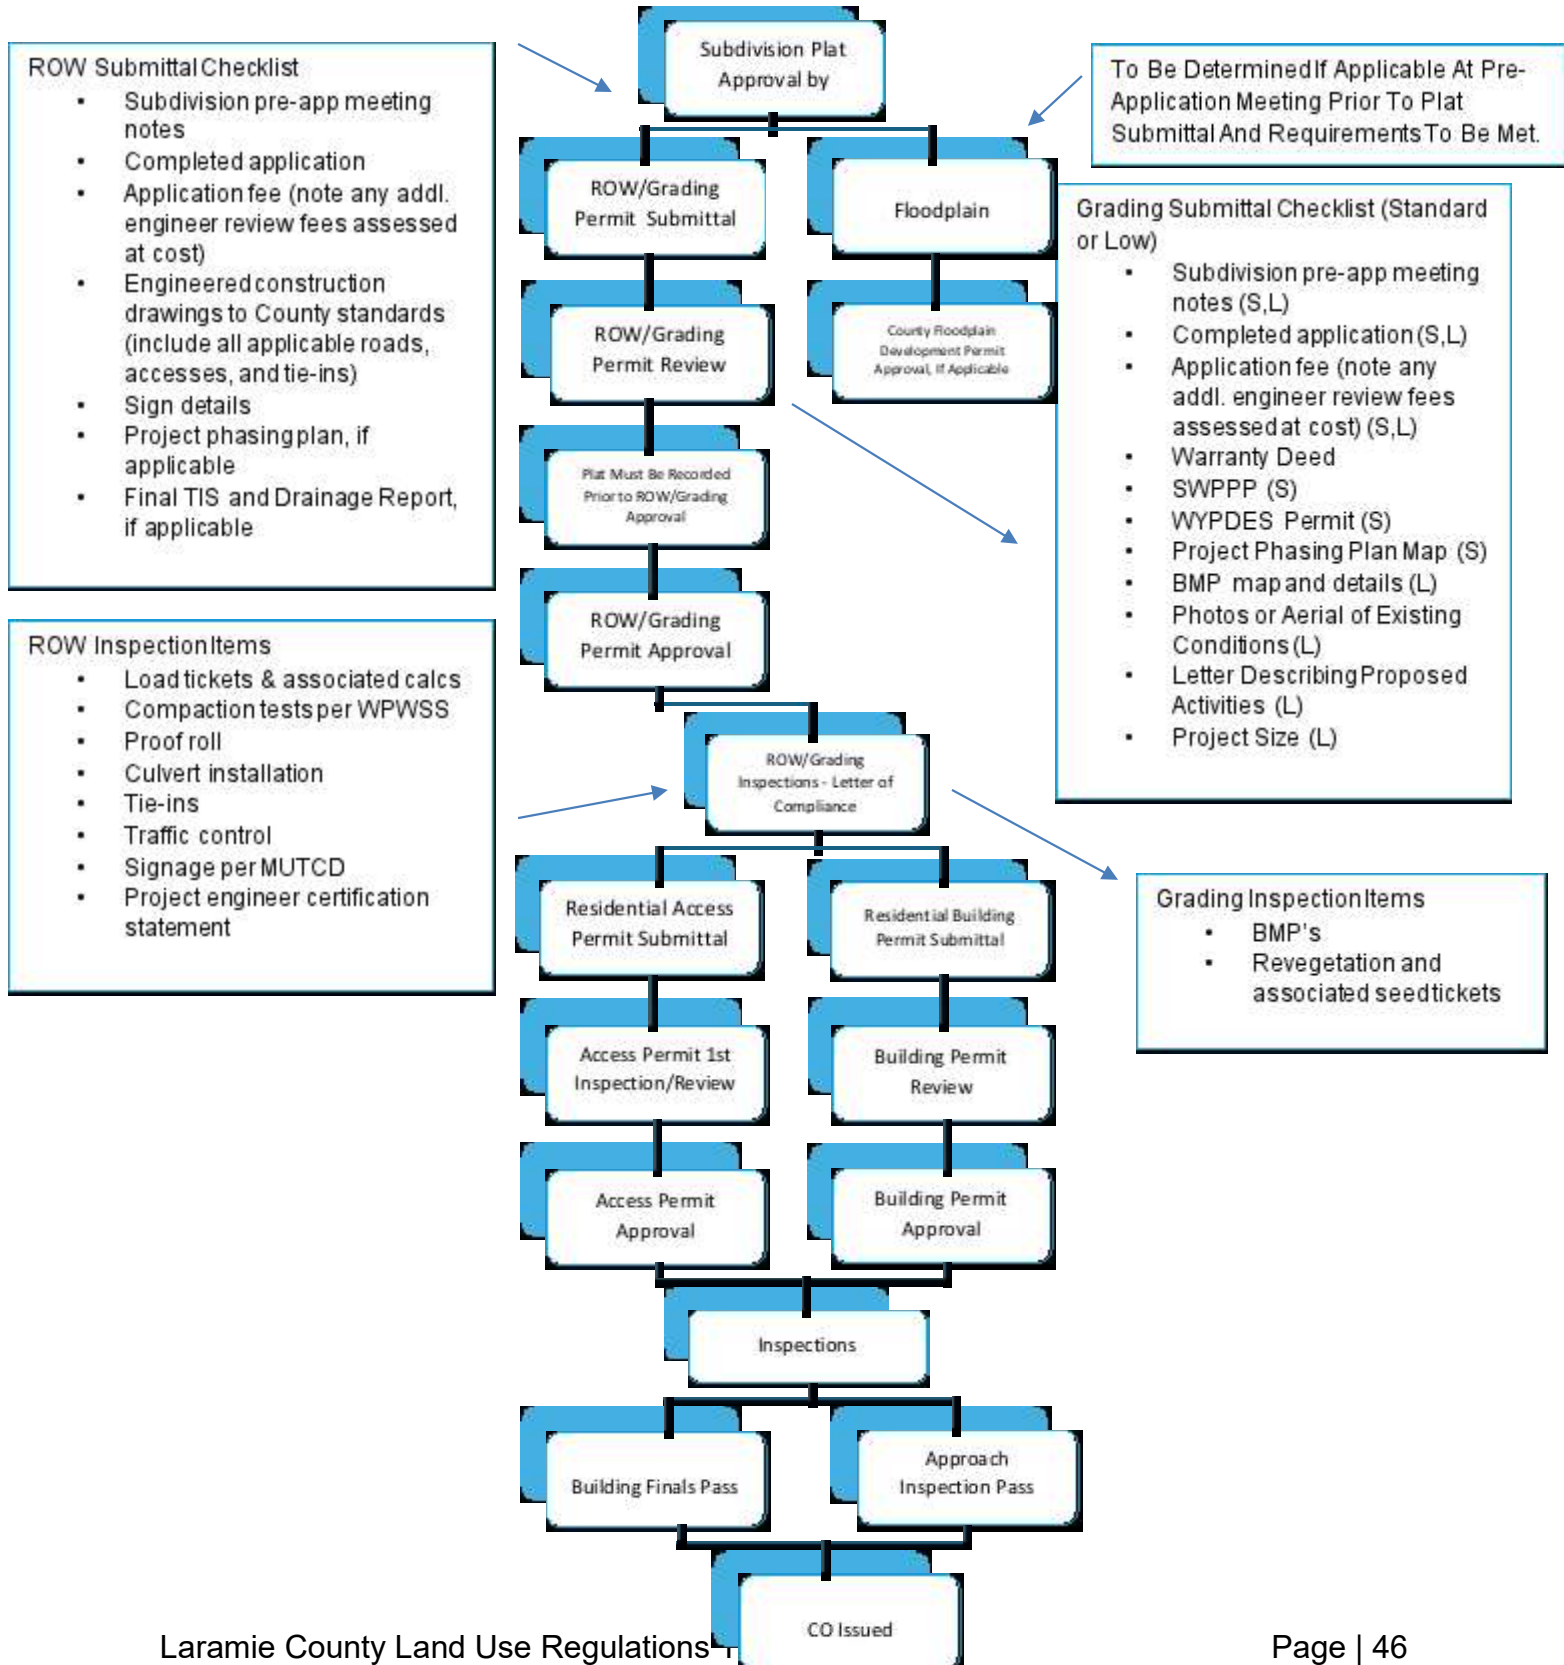 Subdivision Plat
Approval by
ROW Submittal Checklist
▪ Subdivision pre-app meeting
notes
▪ Completed application
▪ Application fee (note any addl.
engineer review fees assessed
at cost)
▪ Engineered construction
drawings to County standards
(include all applicable roads,
accesses, and tie-ins)
▪ Sign details
▪ Project phasing plan, if
applicable
▪ Final TIS and Drainage Report,
if applicable
To Be Determined If Applicable At Pre-
Application Meeting Prior To Plat
Submittal And Requirements To Be Met.
ROW/Grading
Permit Submittal
Floodplain
ROW/Grading
Permit Review
County Floodplain
Development Permit
Approval, If Applicable
Grading Submittal Checklist (Standard
or Low)
▪ Subdivision pre-app meeting
notes (S,L)
▪ Completed application (S,L)
▪ Application fee (note any
addl. engineer review fees
assessed at cost) (S,L)
▪ Warranty Deed
▪ SWPPP (S)
▪ WYPDES Permit (S)
▪ Project Phasing Plan Map (S)
▪ BMP map and details (L)
▪ Photos or Aerial of Existing
Conditions (L)
▪ Letter Describing Proposed
Activities (L)
▪ Project Size (L)
Plat Must Be Recorded
Prior to ROW/Grading
Approval
ROW/Grading
Permit Approval
ROW Inspection Items
▪ Load tickets & associated calcs
▪ Compaction tests per WPWSS
▪ Proof roll
▪ Culvert installation
▪ Tie-ins
▪ Traffic control
▪ Signage per MUTCD
▪ Project engineer certification
statement
ROW/Grading
Inspections - Letter of
Compliance
Grading Inspection Items
▪ BMP's
▪ Revegetation and
associated seed tickets
Residential Access
Permit Submittal
Residential Building
Permit Submittal
Access Permit 1st
Inspection/Review
Building Permit
Review
Access Permit
Approval
Building Permit
Approval
Inspections
Building Finals Pass
Approach
Inspection Pass
CO Issued
Laramie County Land Use Regulations
Page | 46